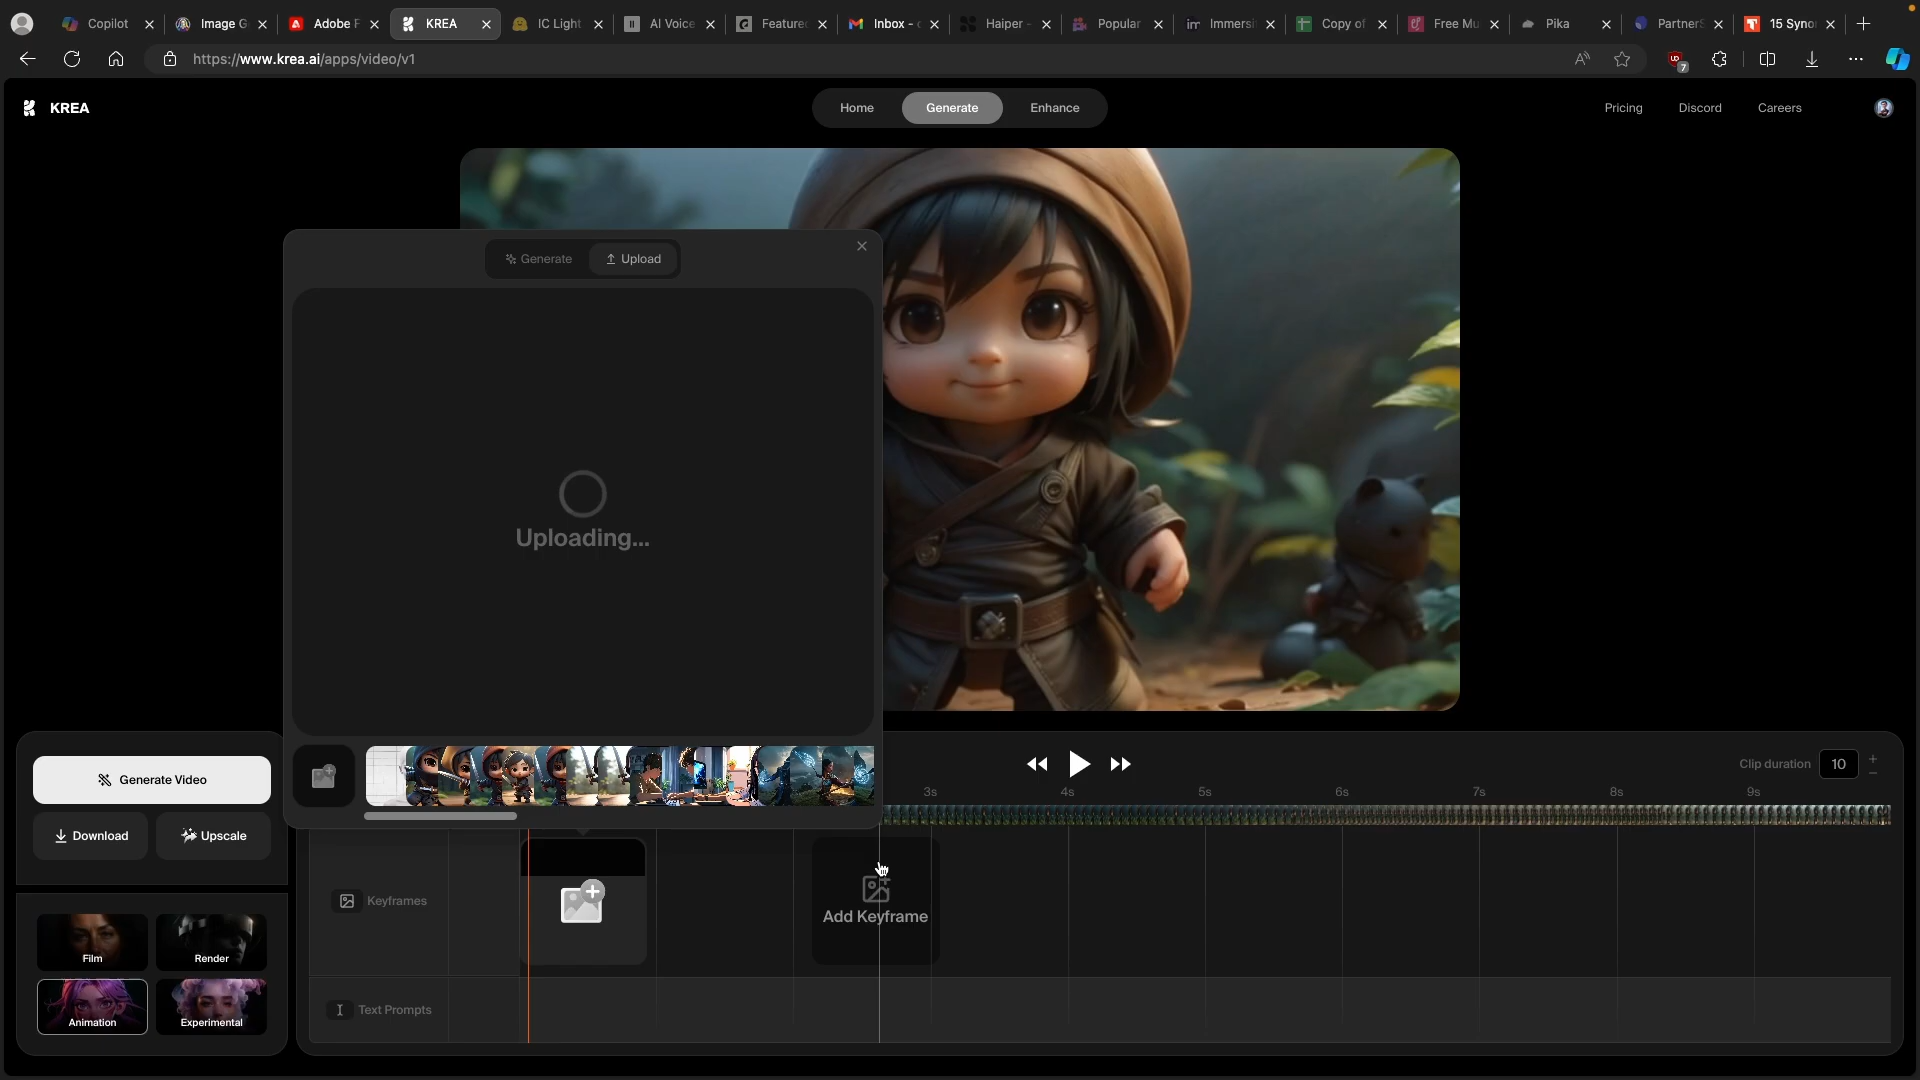 Copilot
Image G
Adobe F
KREA
IC Light
AI Voice
Feature
Inbox - c
Haiper -
Popular
Immersi
Copy of
Free Mu
Pika
PartnerS
15 Syno
https://www.krea.ai/apps/video/v1
7
KREA
Home
Generate
Enhance
Pricing
Discord
Careers
Generate
Upload
Uploading...
Generate Video
Download
Upscale
Clip duration
10
3s
4s
5s
6s
7s
8s
9s
Keyframes
Add Keyframe
Film
Render
Animation
Experimental
Text Prompts